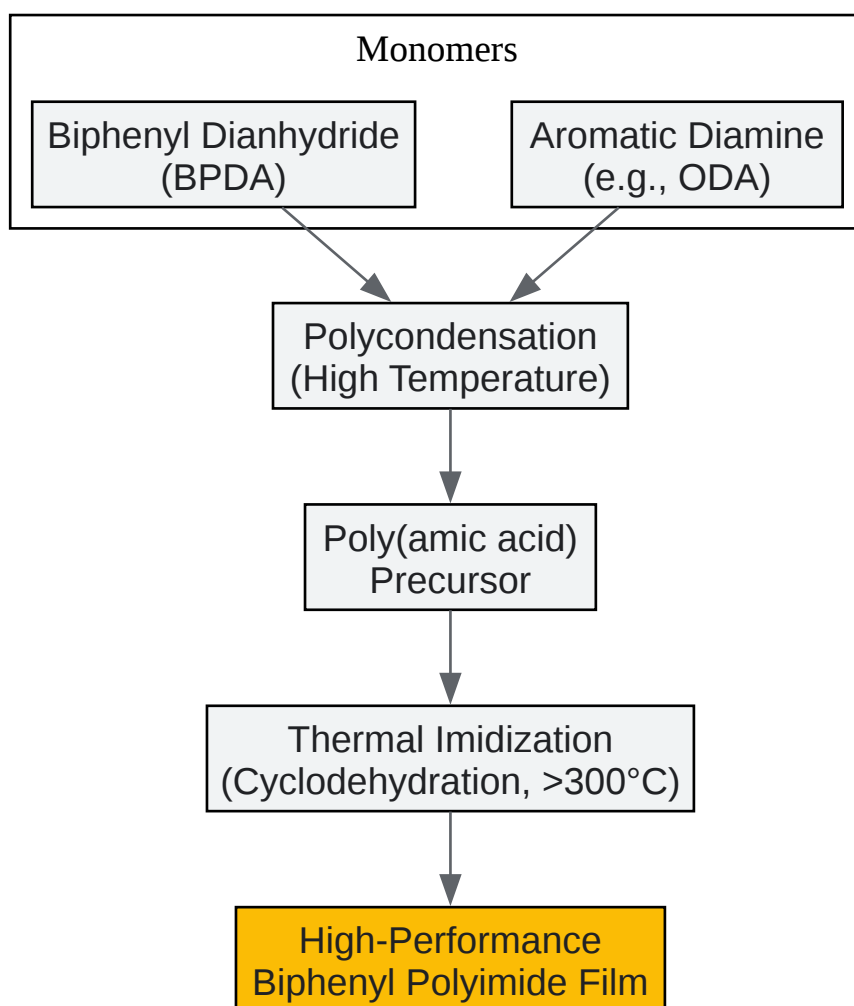 Monomers
Biphenyl Dianhydride
(BPDA)
Aromatic Diamine
(e.g., ODA)
Polycondensation
(High Temperature)
Poly(amic acid)
Precursor
Thermal Imidization
(Cyclodehydration, >300°C)
High-Performance
Biphenyl Polyimide Film